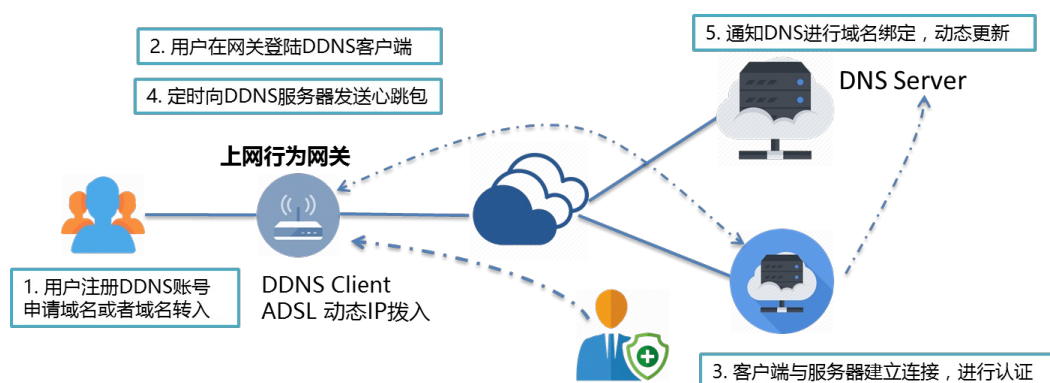 2. 用户在网关登陆DDNS客户端
5. 通知DNS进行域名绑定，动态更新
4. 定时向DDNS服务器发送心跳包
DNS Server
上网行为网关
1. 用户注册DDNS账号
申请域名或者域名转入
DDNS Client
ADSL 动态IP拨入
3. 客户端与服务器建立连接，进行认证